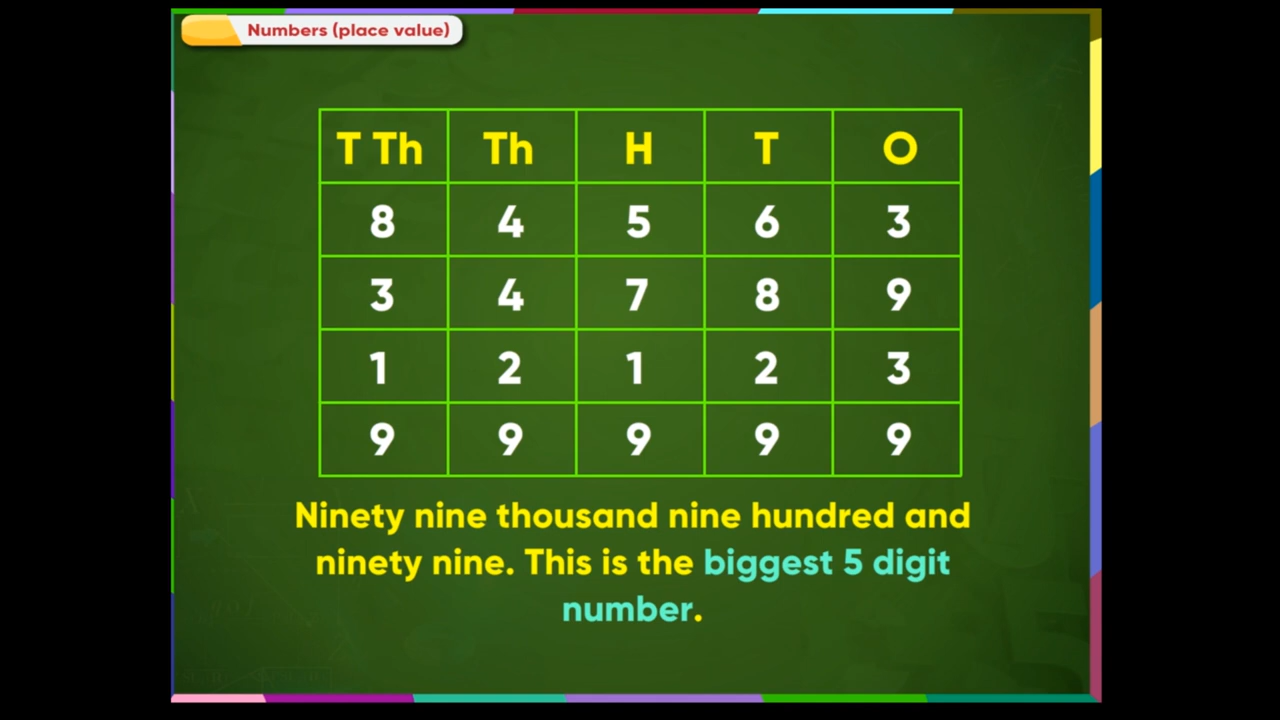 Numbers (place value)
T Th Th H T O
8 4 5 6 3
3 4 7 8 9
1 2 1 2 3
9 9 9 9 9
Ninety nine thousand nine hundred and
ninety nine. This is the biggest 5 digit
number.